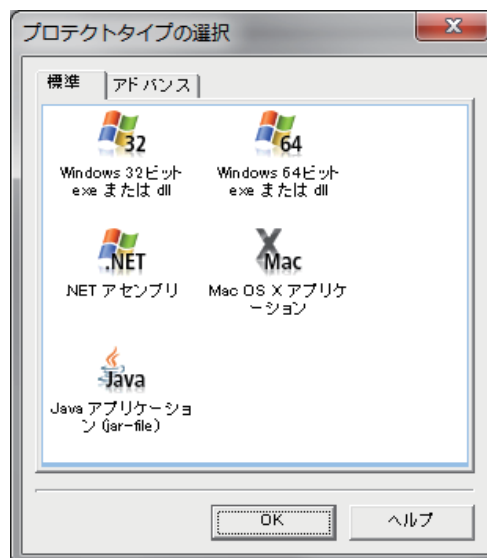 プロテクトタイプの選択
標準
アドバンス
32
Windows 32ビット
exe または dll
64
Windows 64ビット
exe または dll
.NET
.NET アセンブリ
Mac
Mac OS X アプリケ
ーション
Java
Java アプリケーショ
ン (jar-file)
OK
ヘルプ